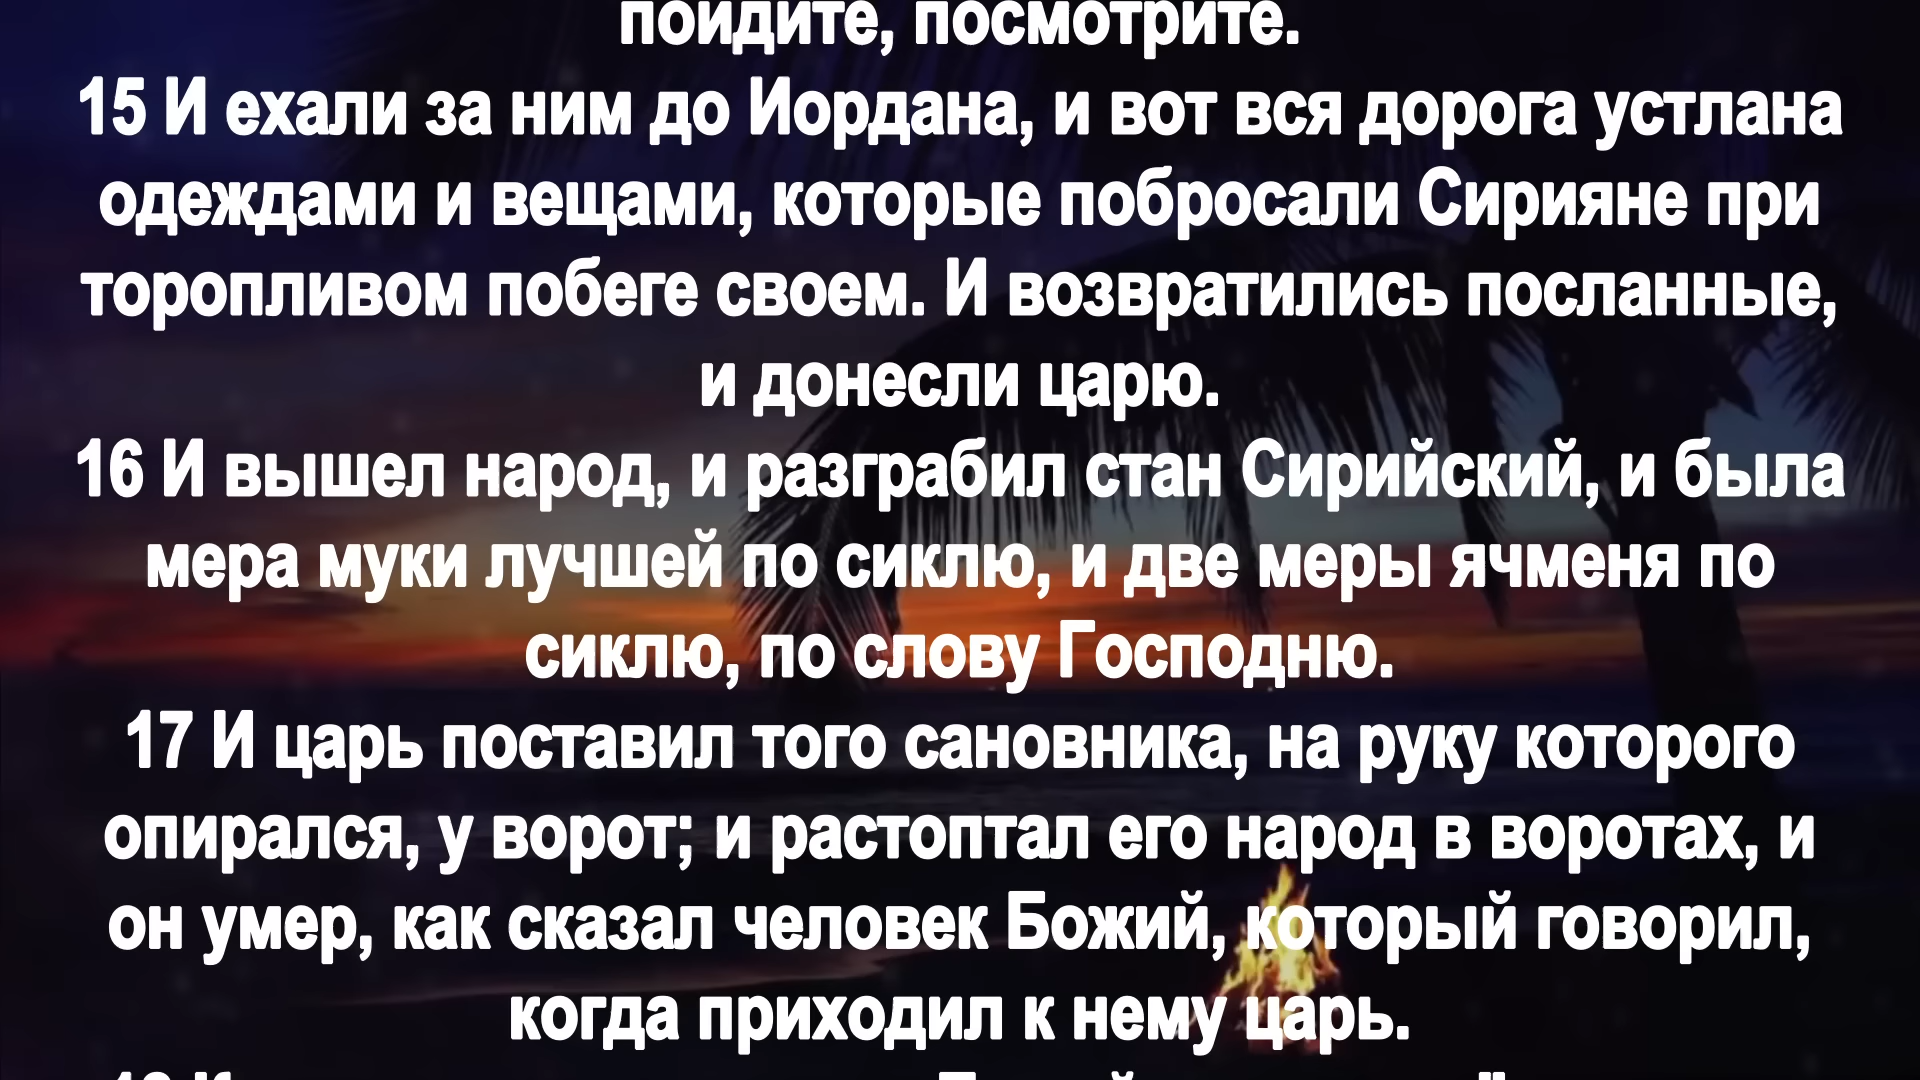 пойдите, посмотрите.
15 И ехали за ним до Иордана, и вот вся дорога устлана
одеждами и вещами, которые побросали Сирияне при
торопливом побеге своем. И возвратились посланные,
и донесли царю.
16 И вышел народ, и разграбил стан Сирийский, и была
мера муки лучшей по сиклю, и две меры ячменя по
сиклю, по слову Господню.
17 И царь поставил того сановника, на руку которого
опирался, у ворот; и растоптал его народ в воротах, и
он умер, как сказал человек Божий, который говорил,
когда приходил к нему царь.